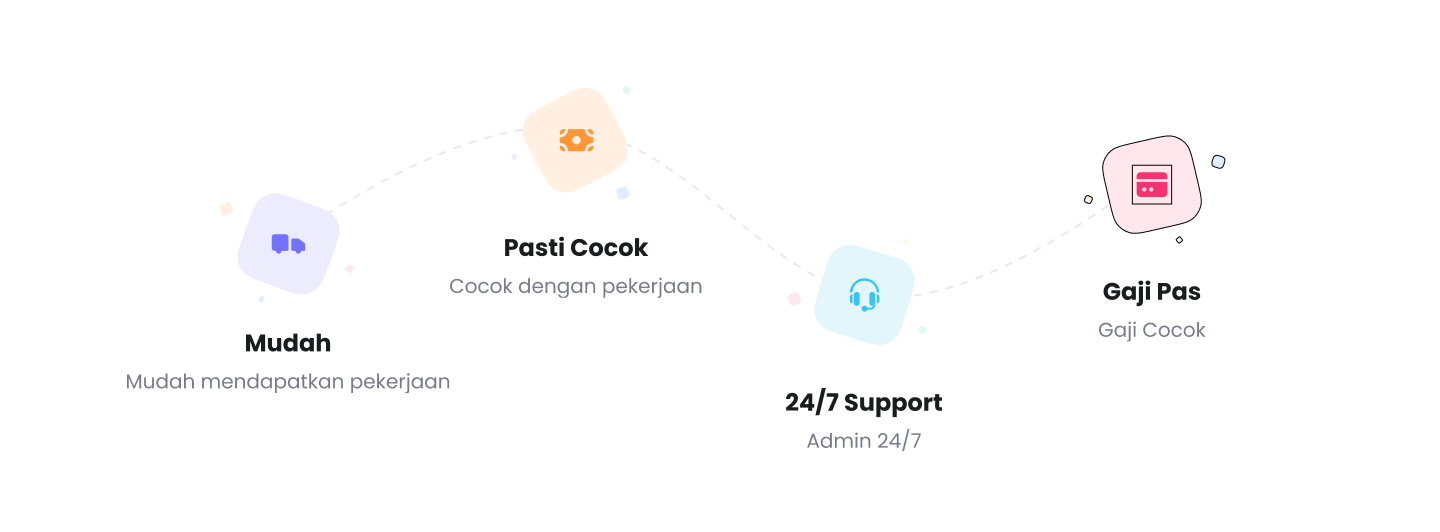 Mudah
Mudah mendapatkan pekerjaan
Pasti Cocok
Cocok dengan pekerjaan
24/7 Support
Admin 24/7
Gaji Pas
Gaji Cocok